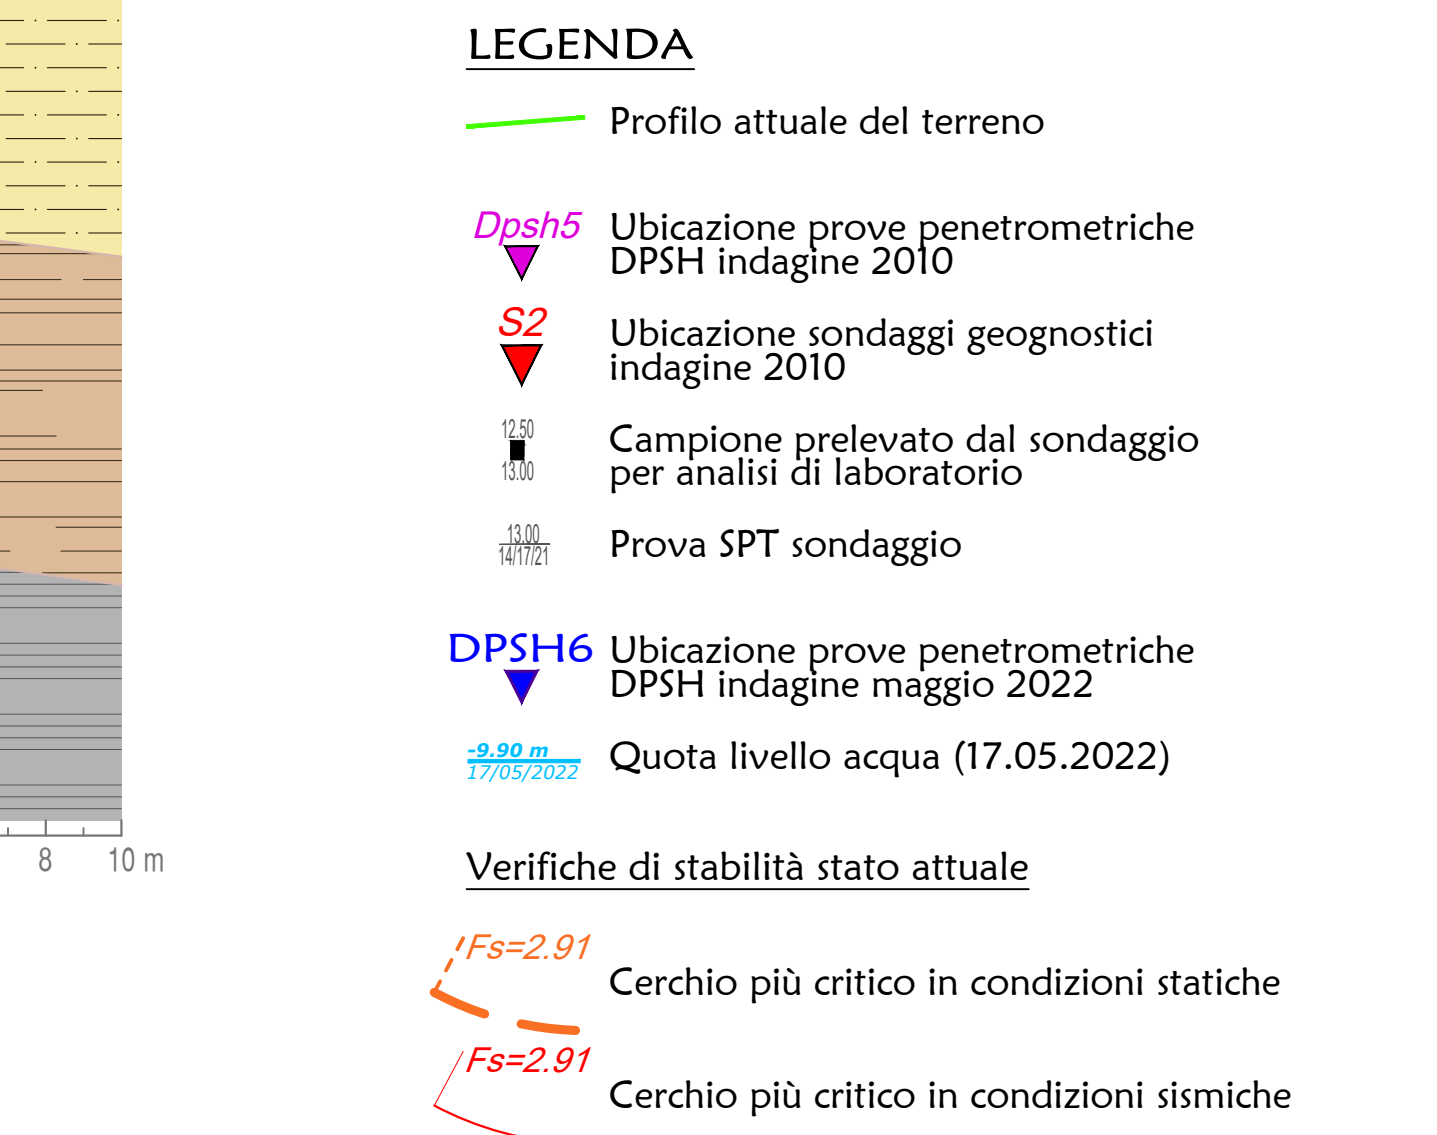 LEGENDA
Profilo attuale del terreno
Dpsh5
Ubicazione prove penetrometriche
DPSH indagine 2010
S2
Ubicazione sondaggi geognostici
indagine 2010
12.50
13.00
Campione prelevato dal sondaggio
per analisi di laboratorio
13.00
14/17/21
Prova SPT sondaggio
DPSH6
Ubicazione prove penetrometriche
DPSH indagine maggio 2022
-9.90 m
17/05/2022
Quota livello acqua (17.05.2022)
8 10 m
Verifiche di stabilità stato attuale
Fs=2.91
Cerchio più critico in condizioni statiche
Fs=2.91
Cerchio più critico in condizioni sismiche